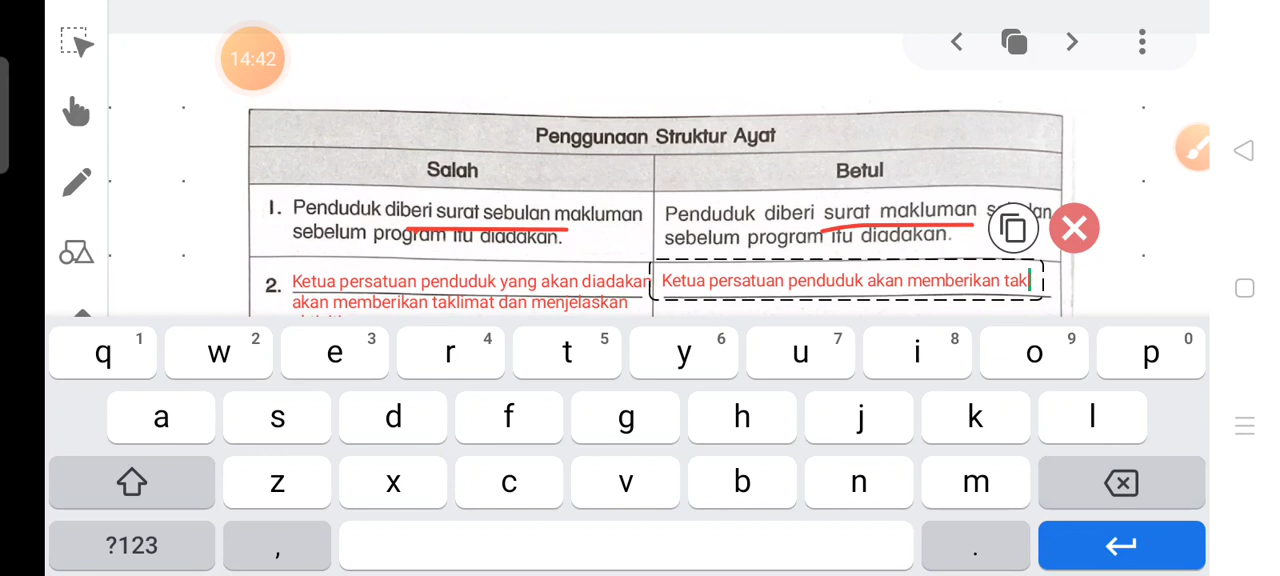 14:42
Penggunaan Struktur Ayat
Salah
Betul
1. Penduduk diberi surat sebulan makluman
sebelum program itu diadakan.
Penduduk diberi surat makluman
sebelum program itu diadakan.
2. Ketua persatuan penduduk yang akan diadakan
akan memberikan taklimat dan menjelaskan
Ketua persatuan penduduk akan memberikan tak
q 1 w 2 e 3 r 4 t 5 y 6 u 7 i 8 o 9 p 0
a s d f g h j k l
z x c v b n m
?123 , .